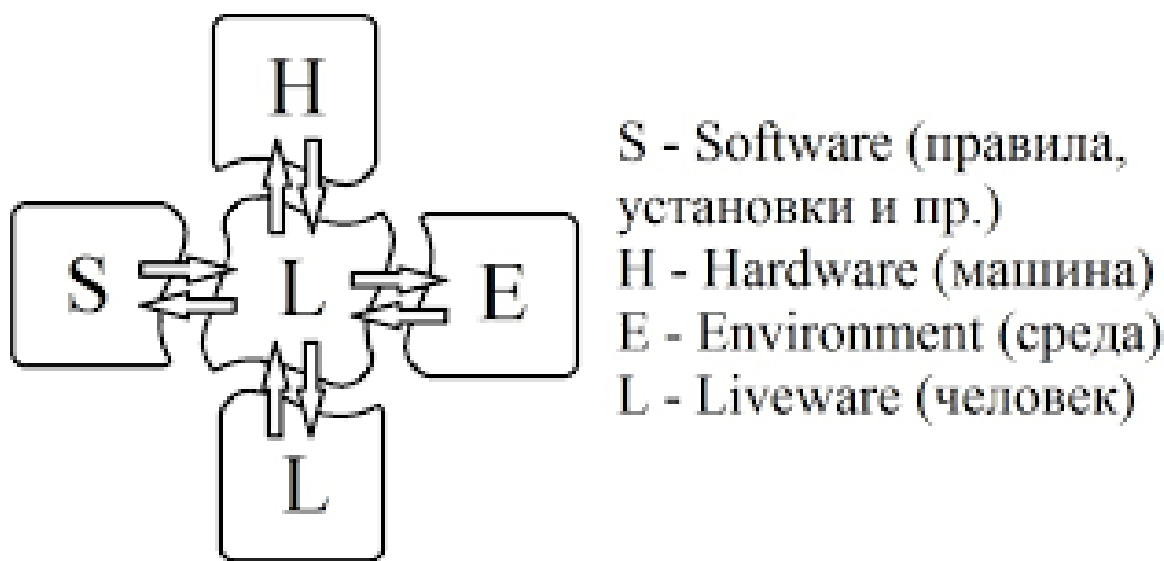 H
S
L
E
L
S - Software (правила,
установки и пр.)
H - Hardware (машина)
E - Environment (среда)
L - Liveware (человек)